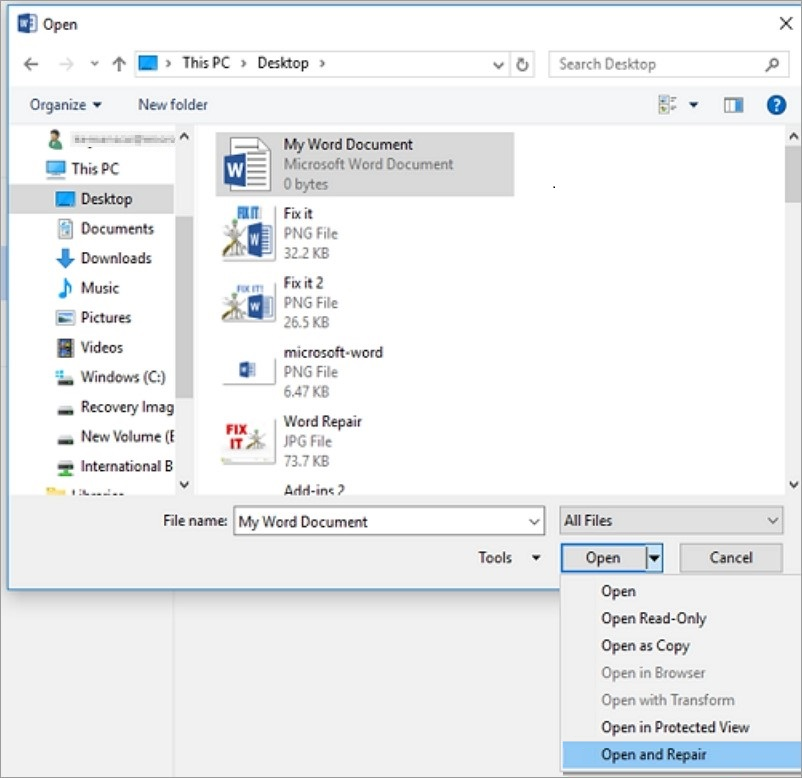 Open
This PC > Desktop >
Search Desktop
Organize
New folder
This PC
Desktop
Documents
Downloads
Music
Pictures
Videos
Windows (C:)
Recovery Imag
New Volume (E
International B
Libraries
My Word Document
Microsoft Word Document
0 bytes
FIX IT!
Fix it
PNG File
32.2 KB
FIX IT!
Fix it 2
PNG File
26.5 KB
microsoft-word
PNG File
6.47 KB
FIX
IT
Word Repair
JPG File
73.7 KB
Add-ins 2
File name: My Word Document
All Files
Tools
Open
Cancel
Open
Open Read-Only
Open as Copy
Open in Browser
Open with Transform
Open in Protected View
Open and Repair